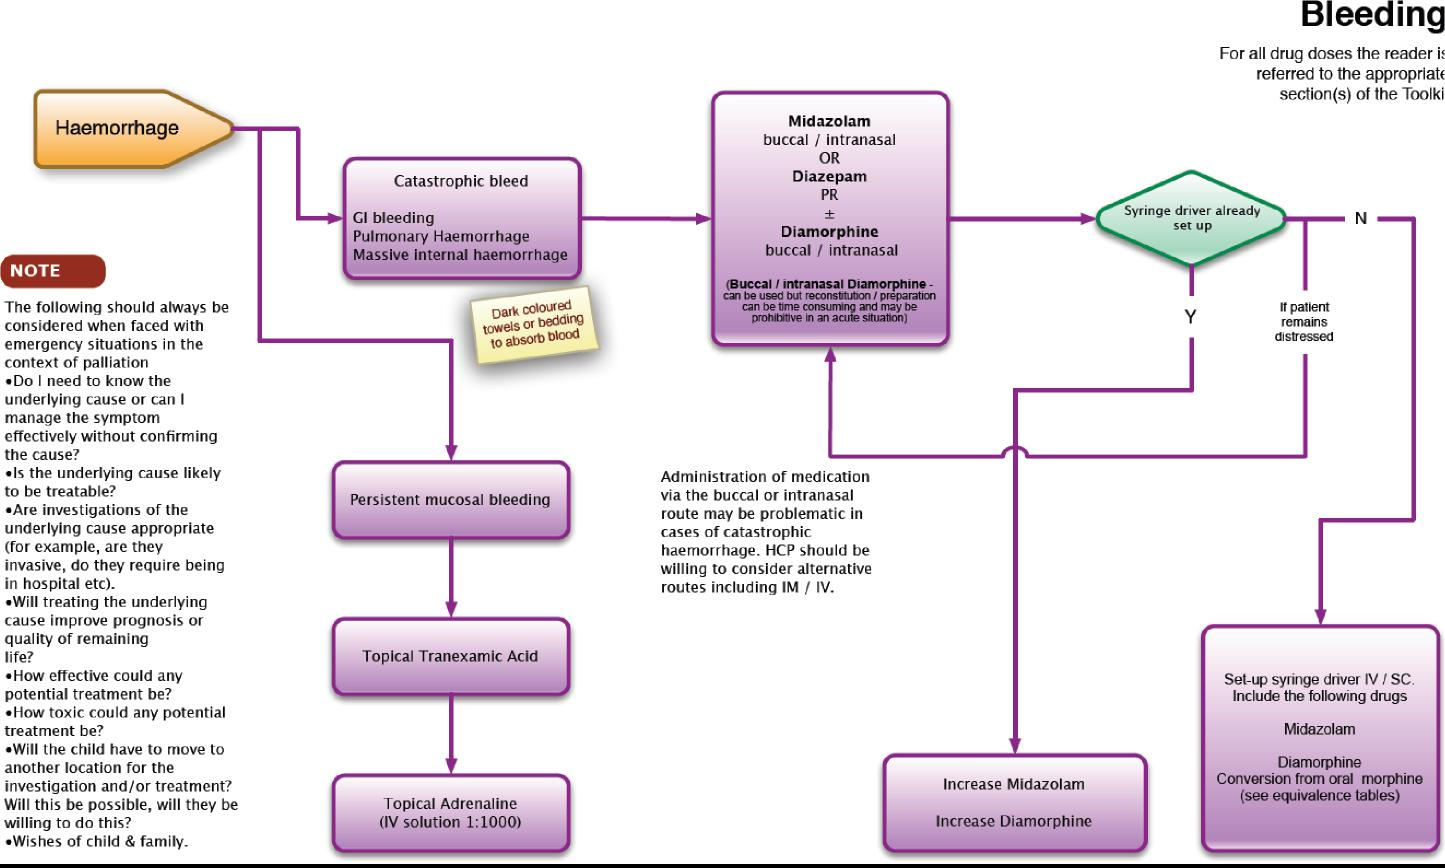 Bleeding
For all drug doses the reader is
referred to the appropriate
section(s) of the Toolki
Haemorrhage
Catastrophic bleed
GI bleeding
Pulmonary Haemorrhage
Massive internal haemorrhage
Dark coloured
towels or bedding
to absorb blood
Midazolam
buccal / intranasal
OR
Diazepam
PR
±
Diamorphine
buccal / intranasal
(Buccal / intranasal Diamorphine -
can be used but reconstitution / preparation
can be time consuming and may be
prohibitive in an acute situation)
Syringe driver already
set up
N
Y
If patient
remains
distressed
NOTE
The following should always be
considered when faced with
emergency situations in the
context of palliation
•Do I need to know the
underlying cause or can I
manage the symptom
effectively without confirming
the cause?
•Is the underlying cause likely
to be treatable?
•Are investigations of the
underlying cause appropriate
(for example, are they
invasive, do they require being
in hospital etc).
•Will treating the underlying
cause improve prognosis or
quality of remaining
life?
•How effective could any
potential treatment be?
•How toxic could any potential
treatment be?
•Will the child have to move to
another location for the
investigation and/or treatment?
Will this be possible, will they be
willing to do this?
•Wishes of child & family.
Persistent mucosal bleeding
Topical Tranexamic Acid
Topical Adrenaline
(IV solution 1:1000)
Administration of medication
via the buccal or intranasal
route may be problematic in
cases of catastrophic
haemorrhage. HCP should be
willing to consider alternative
routes including IM / IV.
Increase Midazolam
Increase Diamorphine
Set-up syringe driver IV / SC.
Include the following drugs
Midazolam
Diamorphine
Conversion from oral morphine
(see equivalence tables)